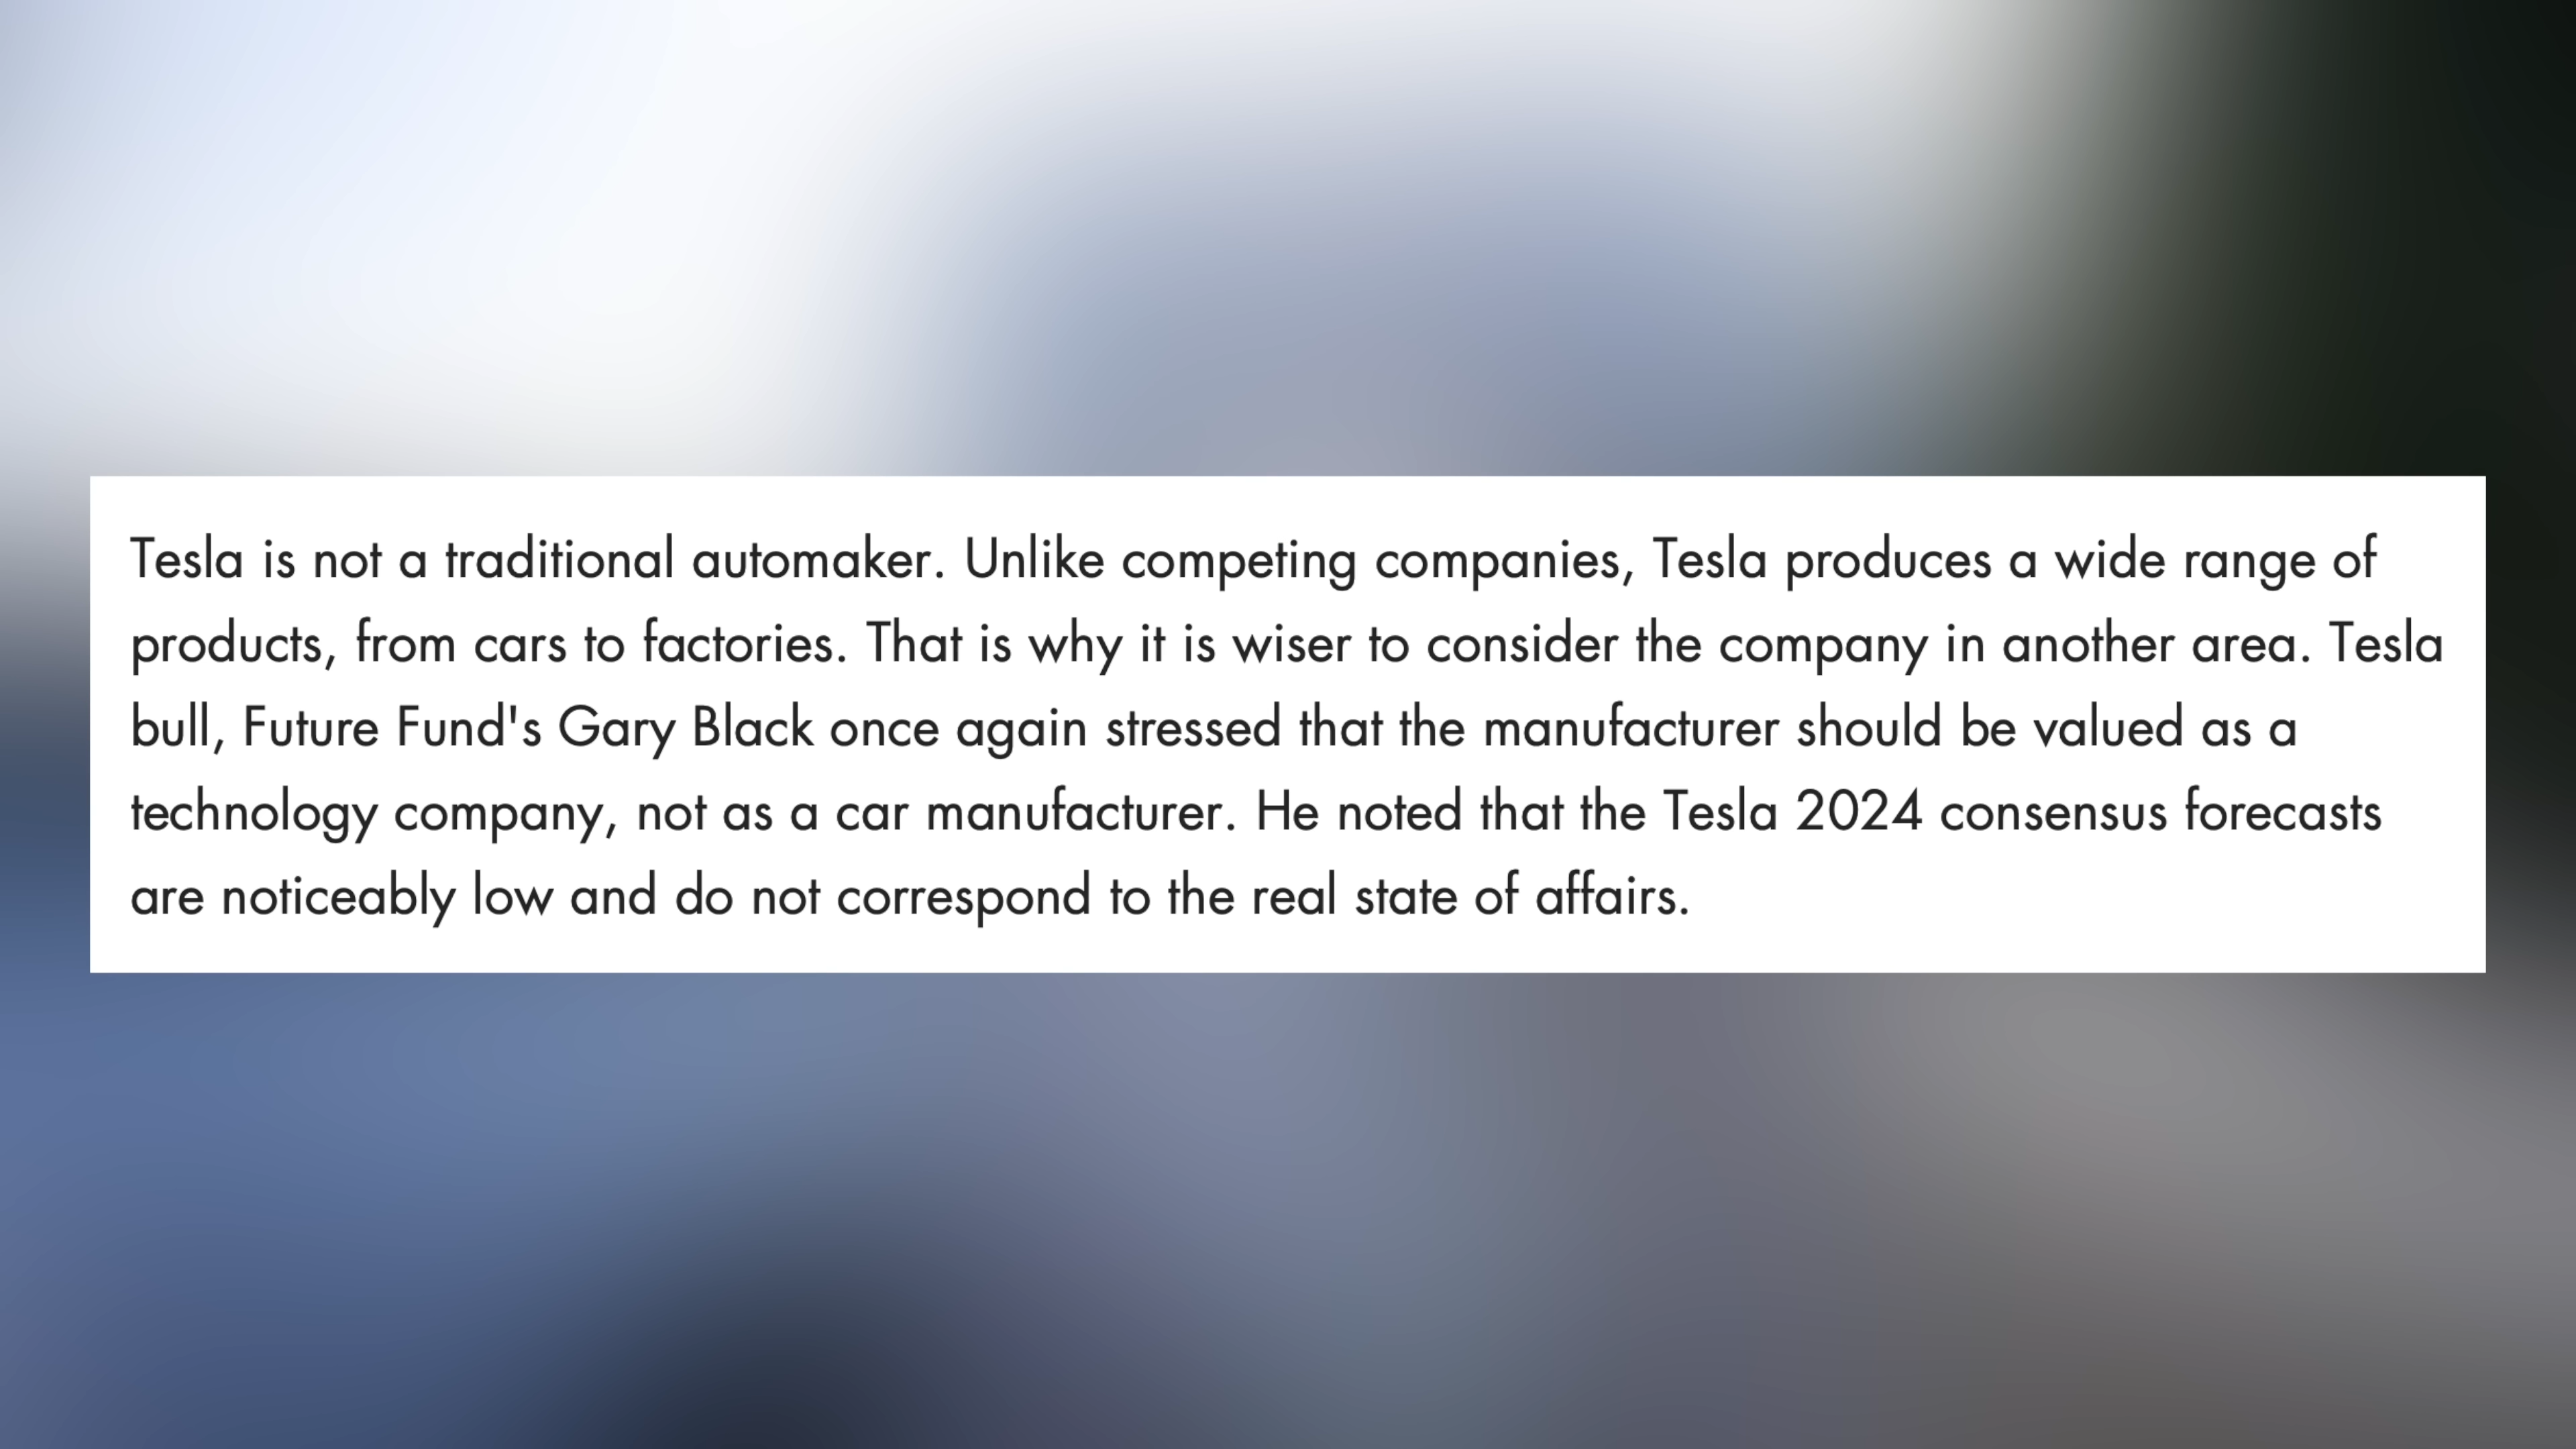 Tesla is not a traditional automaker. Unlike competing companies, Tesla produces a wide range of
products, from cars to factories. That is why it is wiser to consider the company in another area. Tesla
bull, Future Fund's Gary Black once again stressed that the manufacturer should be valued as a
technology company, not as a car manufacturer. He noted that the Tesla 2024 consensus forecasts
are noticeably low and do not correspond to the real state of affairs.